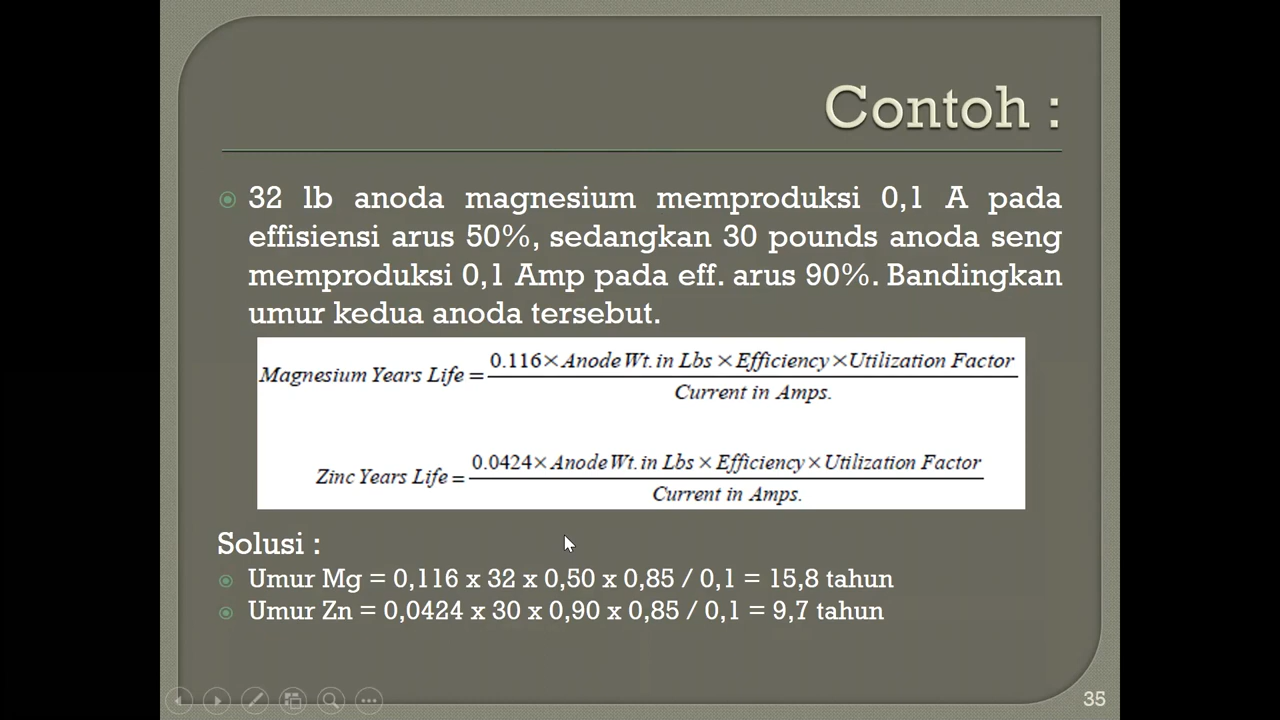 Contoh :
32 lb anoda magnesium memproduksi 0,1 A pada
effisiensi arus 50%, sedangkan 30 pounds anoda seng
memproduksi 0,1 Amp pada eff. arus 90%. Bandingkan
umur kedua anoda tersebut.
Magnesium Years Life = 0.116× Anode Wt. in Lbs × Efficiency × Utilization Factor
Current in Amps.
Zinc Years Life = 0.0424× Anode Wt. in Lbs × Efficiency × Utilization Factor
Current in Amps.
Solusi :
Umur Mg = 0,116 x 32 x 0,50 x 0,85 / 0,1 = 15,8 tahun
Umur Zn = 0,0424 x 30 x 0,90 x 0,85 / 0,1 = 9,7 tahun
35